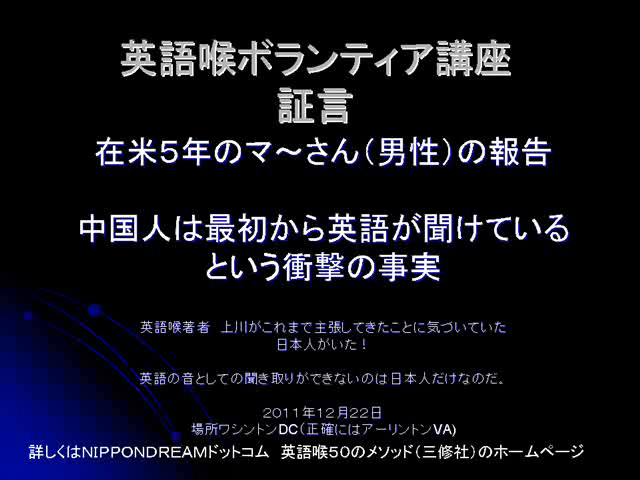 英語喉ボランティア講座
証言
在米5年のマ～さん(男性)の報告
中国人は最初から英語が聞けている
という衝撃の事実
英語喉著者　上川がこれまで主張してきたことに気づいていた
日本人がいた！
英語の音としての聞き取りができないのは日本人だけなのだ。
2011年12月22日
場所ワシントンDC(正確にはアーリントンVA)
詳しくはNIPPONDREAMドットコム　英語喉50のメソッド(三修社)のホームページ